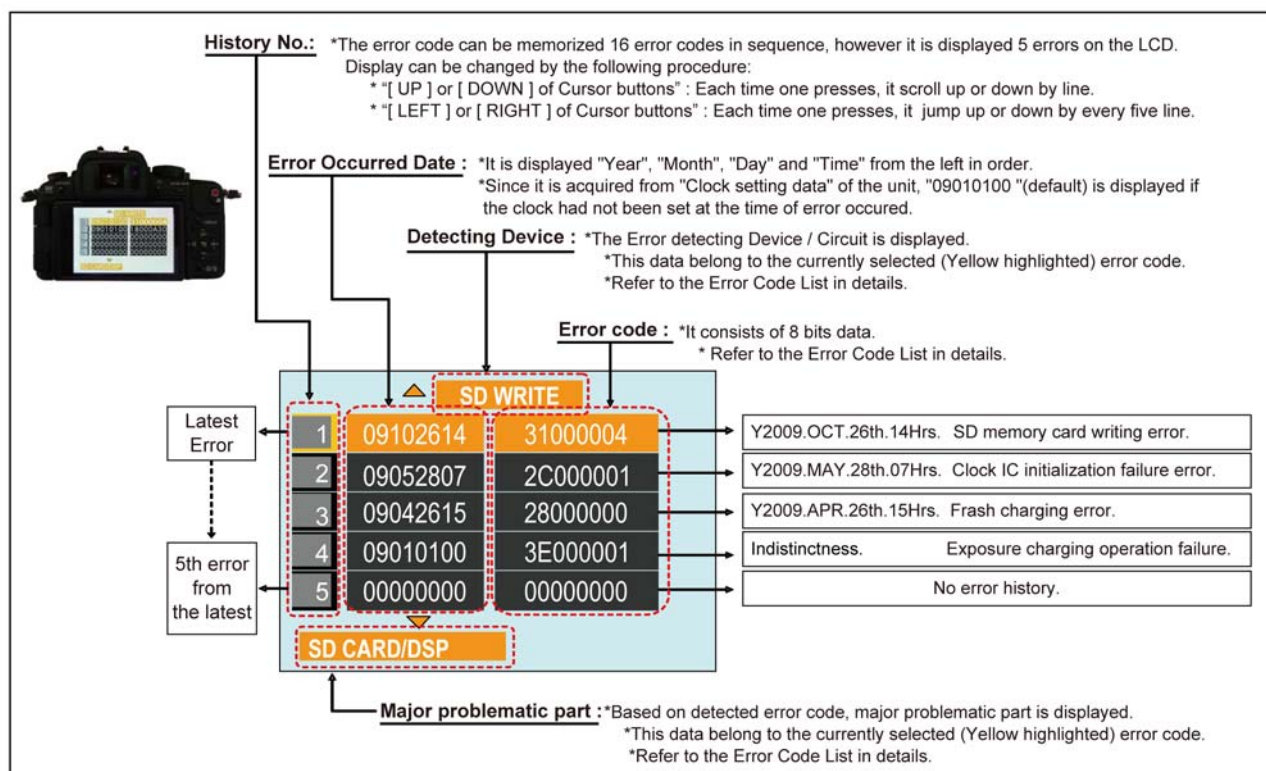 History No.: *The error code can be memorized 16 error codes in sequence, however it is displayed 5 errors on the LCD.
Display can be changed by the following procedure:
* "[ UP ] or [ DOWN ] of Cursor buttons" : Each time one presses, it scroll up or down by line.
* "[ LEFT ] or [ RIGHT ] of Cursor buttons" : Each time one presses, it jump up or down by every five line.
Error Occurred Date : *It is displayed "Year", "Month", "Day" and "Time" from the left in order.
*Since it is acquired from "Clock setting data" of the unit, "09010100 "(default) is displayed if
the clock had not been set at the time of error occured.
Detecting Device : *The Error detecting Device / Circuit is displayed.
*This data belong to the currently selected (Yellow highlighted) error code.
*Refer to the Error Code List in details.
Error code : *It consists of 8 bits data.
* Refer to the Error Code List in details.
SD WRITE
Latest
Error
1 09102614 31000004 Y2009.OCT.26th.14Hrs. SD memory card writing error.
2 09052807 2C000001 Y2009.MAY.28th.07Hrs. Clock IC initialization failure error.
3 09042615 28000000 Y2009.APR.26th.15Hrs. Frash charging error.
4 09010100 3E000001 Indistinctness. Exposure charging operation failure.
5 00000000 00000000 No error history.
5th error
from
the latest
SD CARD/DSP
Major problematic part : *Based on detected error code, major problematic part is displayed.
*This data belong to the currently selected (Yellow highlighted) error code.
*Refer to the Error Code List in details.